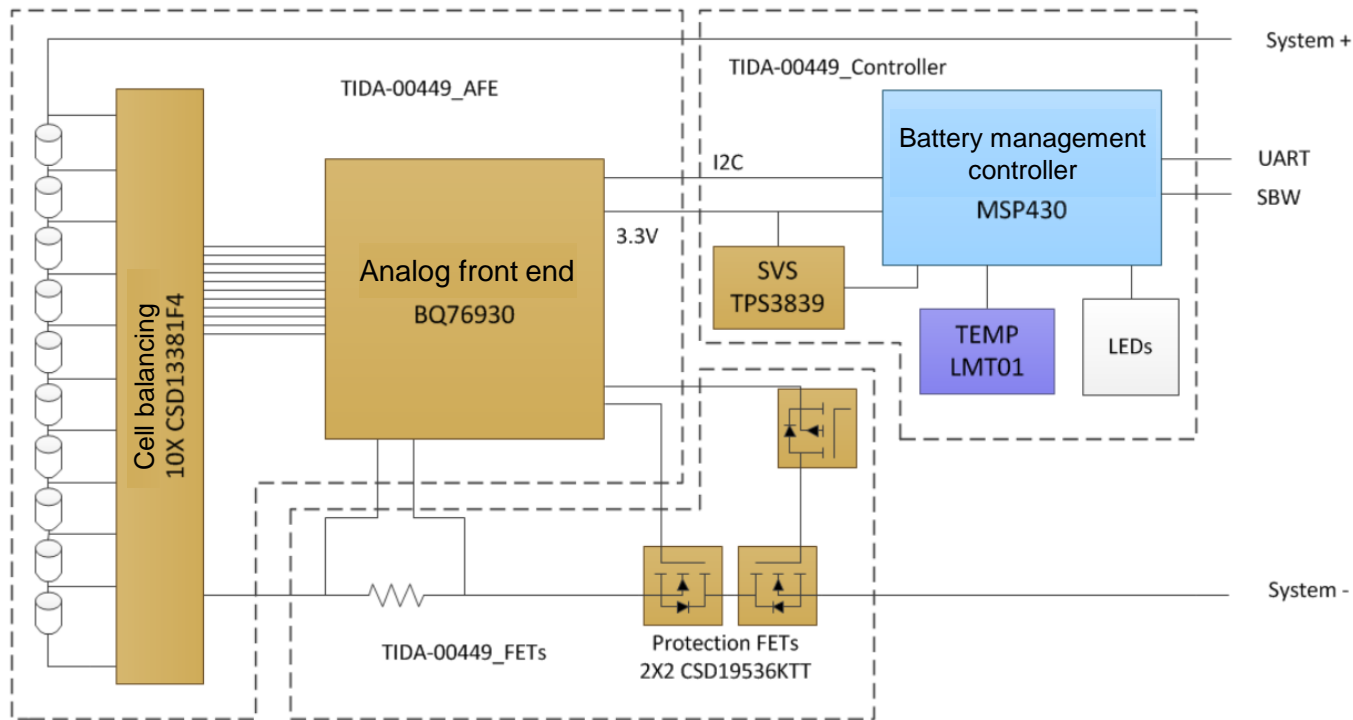 System +
TIDA-00449_Controller
TIDA-00449_AFE
Battery management
controller
MSP430
I2C
UART
SBW
3.3V
Analog front end
BQ76930
SVS
TPS3839
TEMP
LMT01
LEDs
Cell balancing
10X CSD13381F4
System -
TIDA-00449_FETs
Protection FETs
2X2 CSD19536KTT